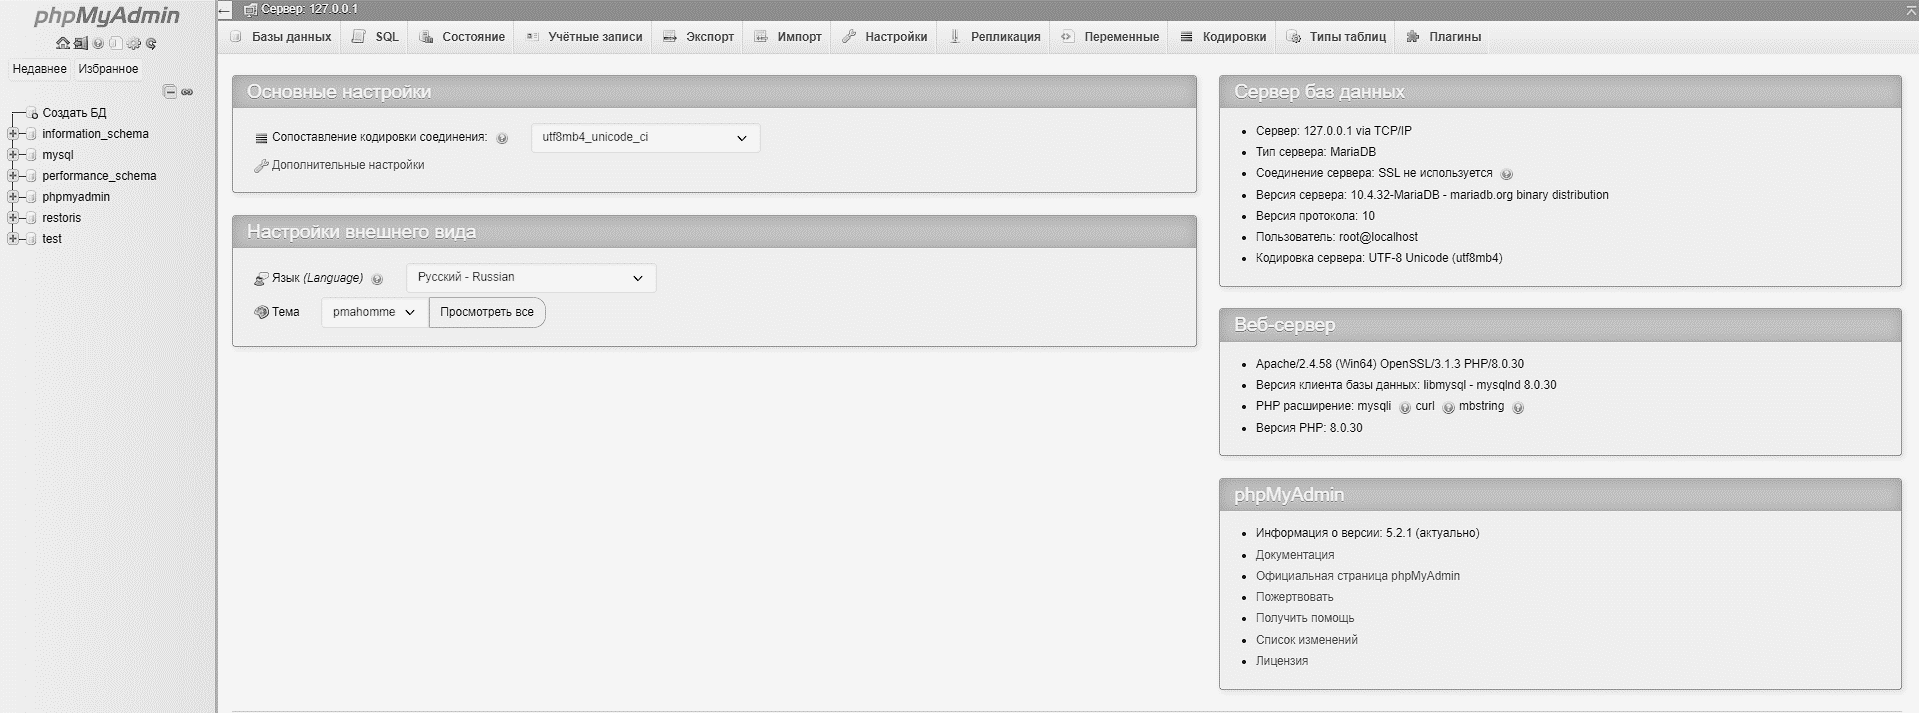 phpMyAdmin
Недавнее Избранное
Создать БД
information_schema
mysql
performance_schema
phpmyadmin
restoris
test
← Сервер: 127.0.0.1
Базы данных SQL Состояние Учётные записи Экспорт Импорт Настройки Репликация Переменные Кодировки Типы таблиц Плагины
Основные настройки
Сопоставление кодировки соединения: utf8mb4_unicode_ci
Дополнительные настройки
Настройки внешнего вида
Язык (Language) Русский - Russian
Тема pmahomme Просмотреть все
Сервер баз данных
• Сервер: 127.0.0.1 via TCP/IP
• Тип сервера: MariaDB
• Соединение сервера: SSL не используется
• Версия сервера: 10.4.32-MariaDB - mariadb.org binary distribution
• Версия протокола: 10
• Пользователь: root@localhost
• Кодировка сервера: UTF-8 Unicode (utf8mb4)
Веб-сервер
• Apache/2.4.58 (Win64) OpenSSL/3.1.3 PHP/8.0.30
• Версия клиента базы данных: libmysql - mysqlnd 8.0.30
• PHP расширение: mysqli curl mbstring
• Версия PHP: 8.0.30
phpMyAdmin
• Информация о версии: 5.2.1 (актуально)
• Документация
• Официальная страница phpMyAdmin
• Пожертвовать
• Получить помощь
• Список изменений
• Лицензия